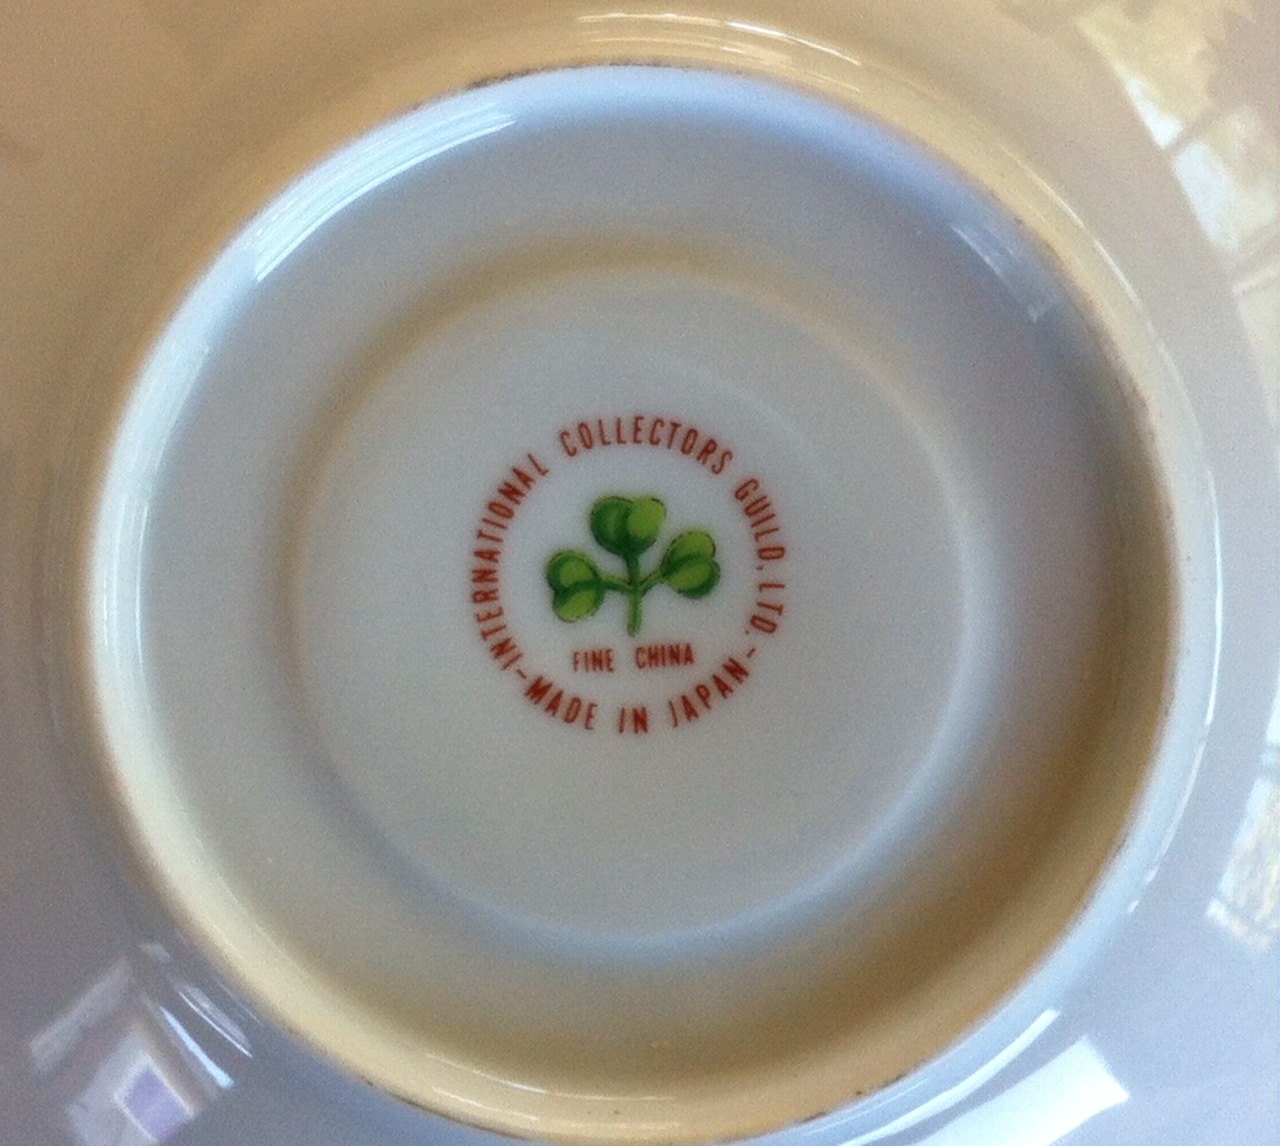 INTERNATIONAL COLLECTORS GUILD, LTD.
FINE CHINA
-MADE IN JAPAN-